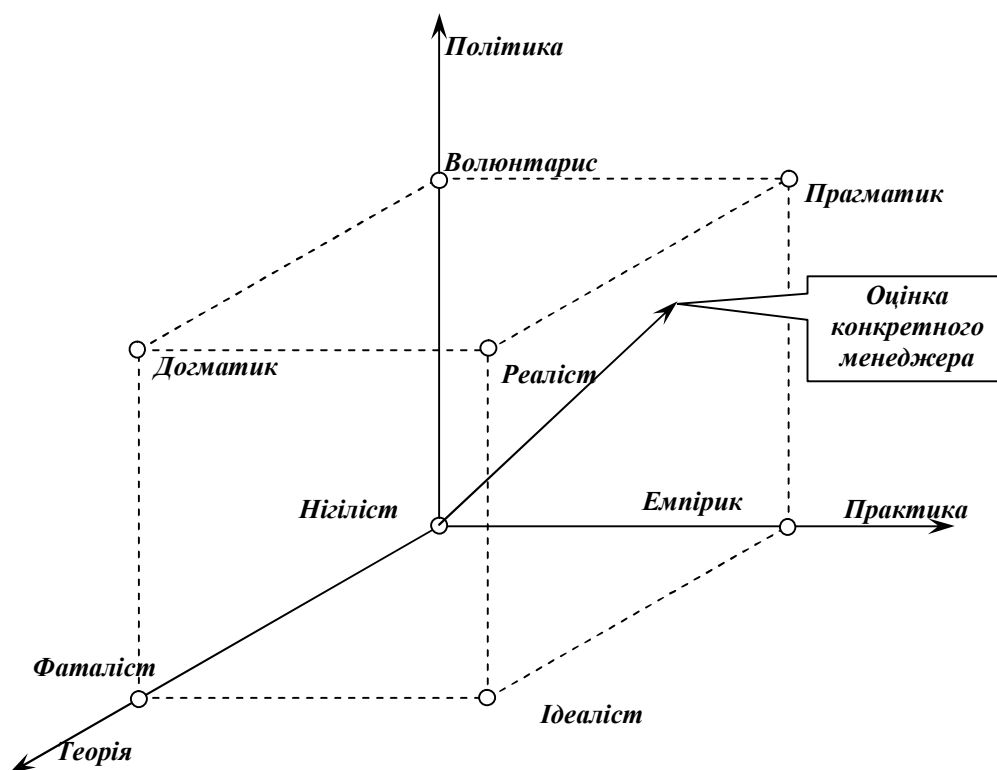 Політика
Волюнтарис
Прагматик
Оцінка
конкретного
менеджера
Догматик
Реаліст
Нігіліст
Емпірик
Практика
Фаталіст
Ідеаліст
Теорія